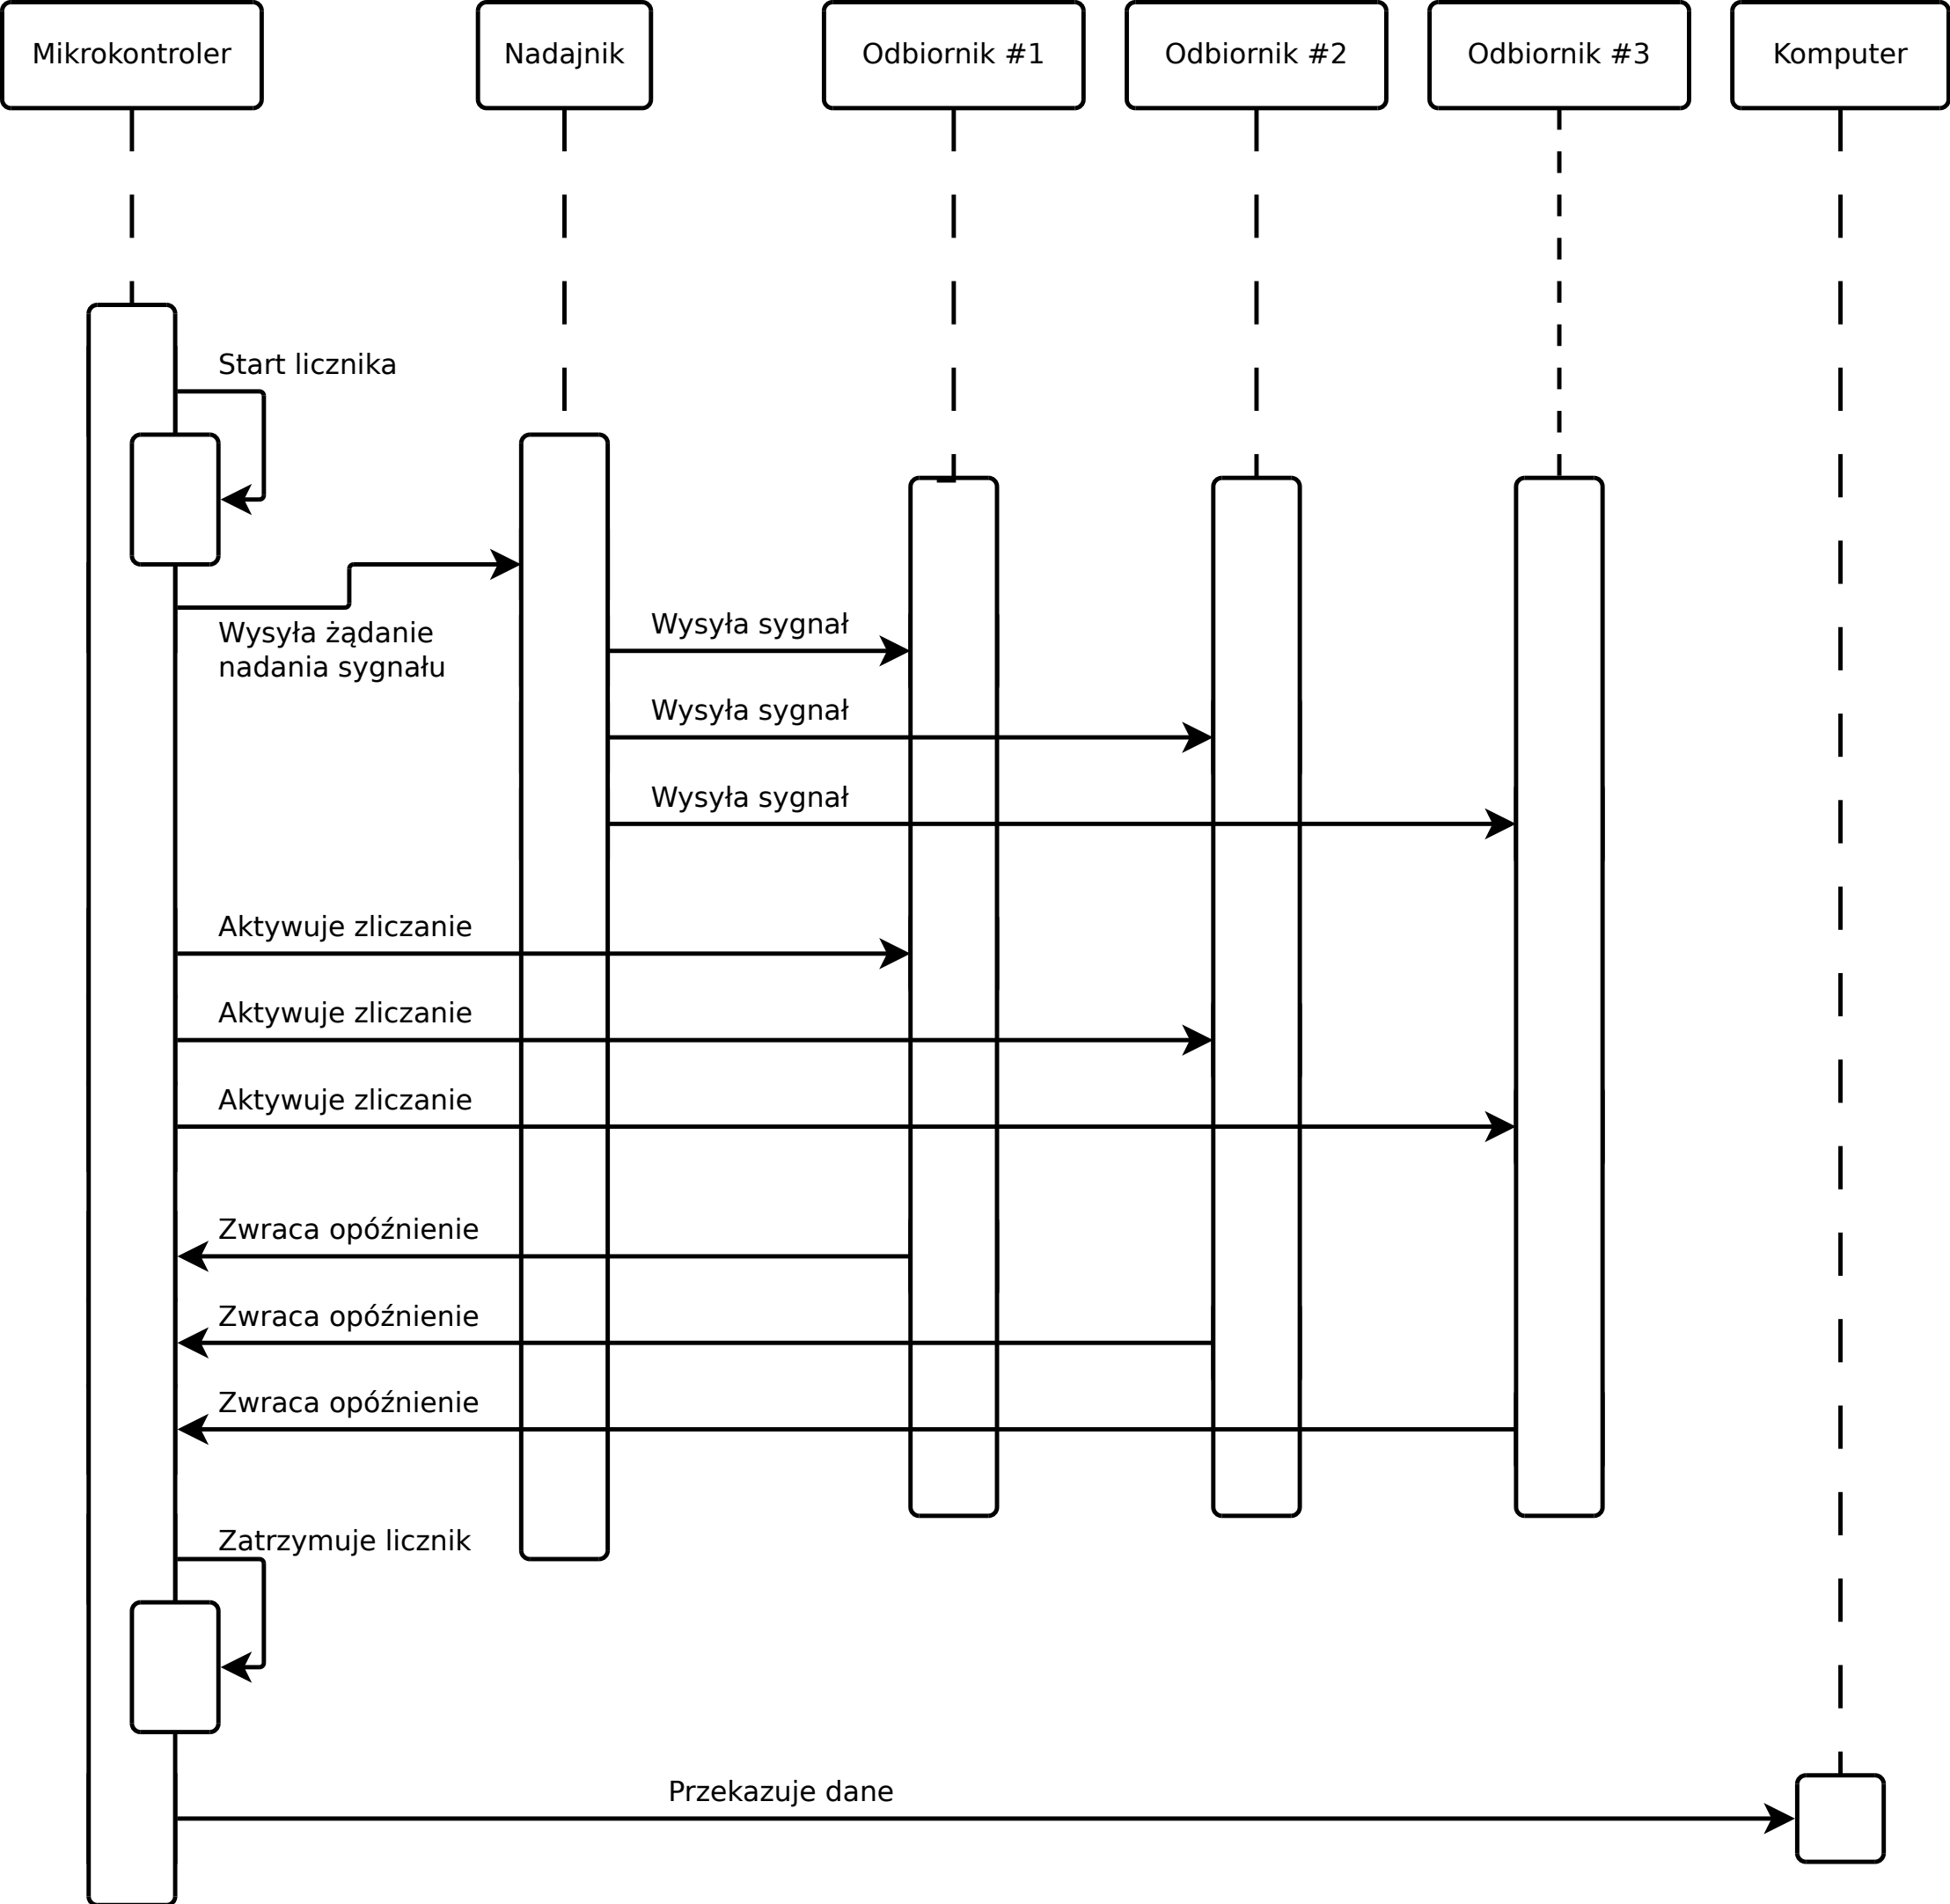 Mikrokontroler
Nadajnik
Odbiornik #1
Odbiornik #2
Odbiornik #3
Komputer
Start licznika
Wysyła żądanie
nadania sygnału
Wysyła sygnał
Wysyła sygnał
Wysyła sygnał
Aktywuje zliczanie
Aktywuje zliczanie
Aktywuje zliczanie
Zwraca opóźnienie
Zwraca opóźnienie
Zwraca opóźnienie
Zatrzymuje licznik
Przekazuje dane